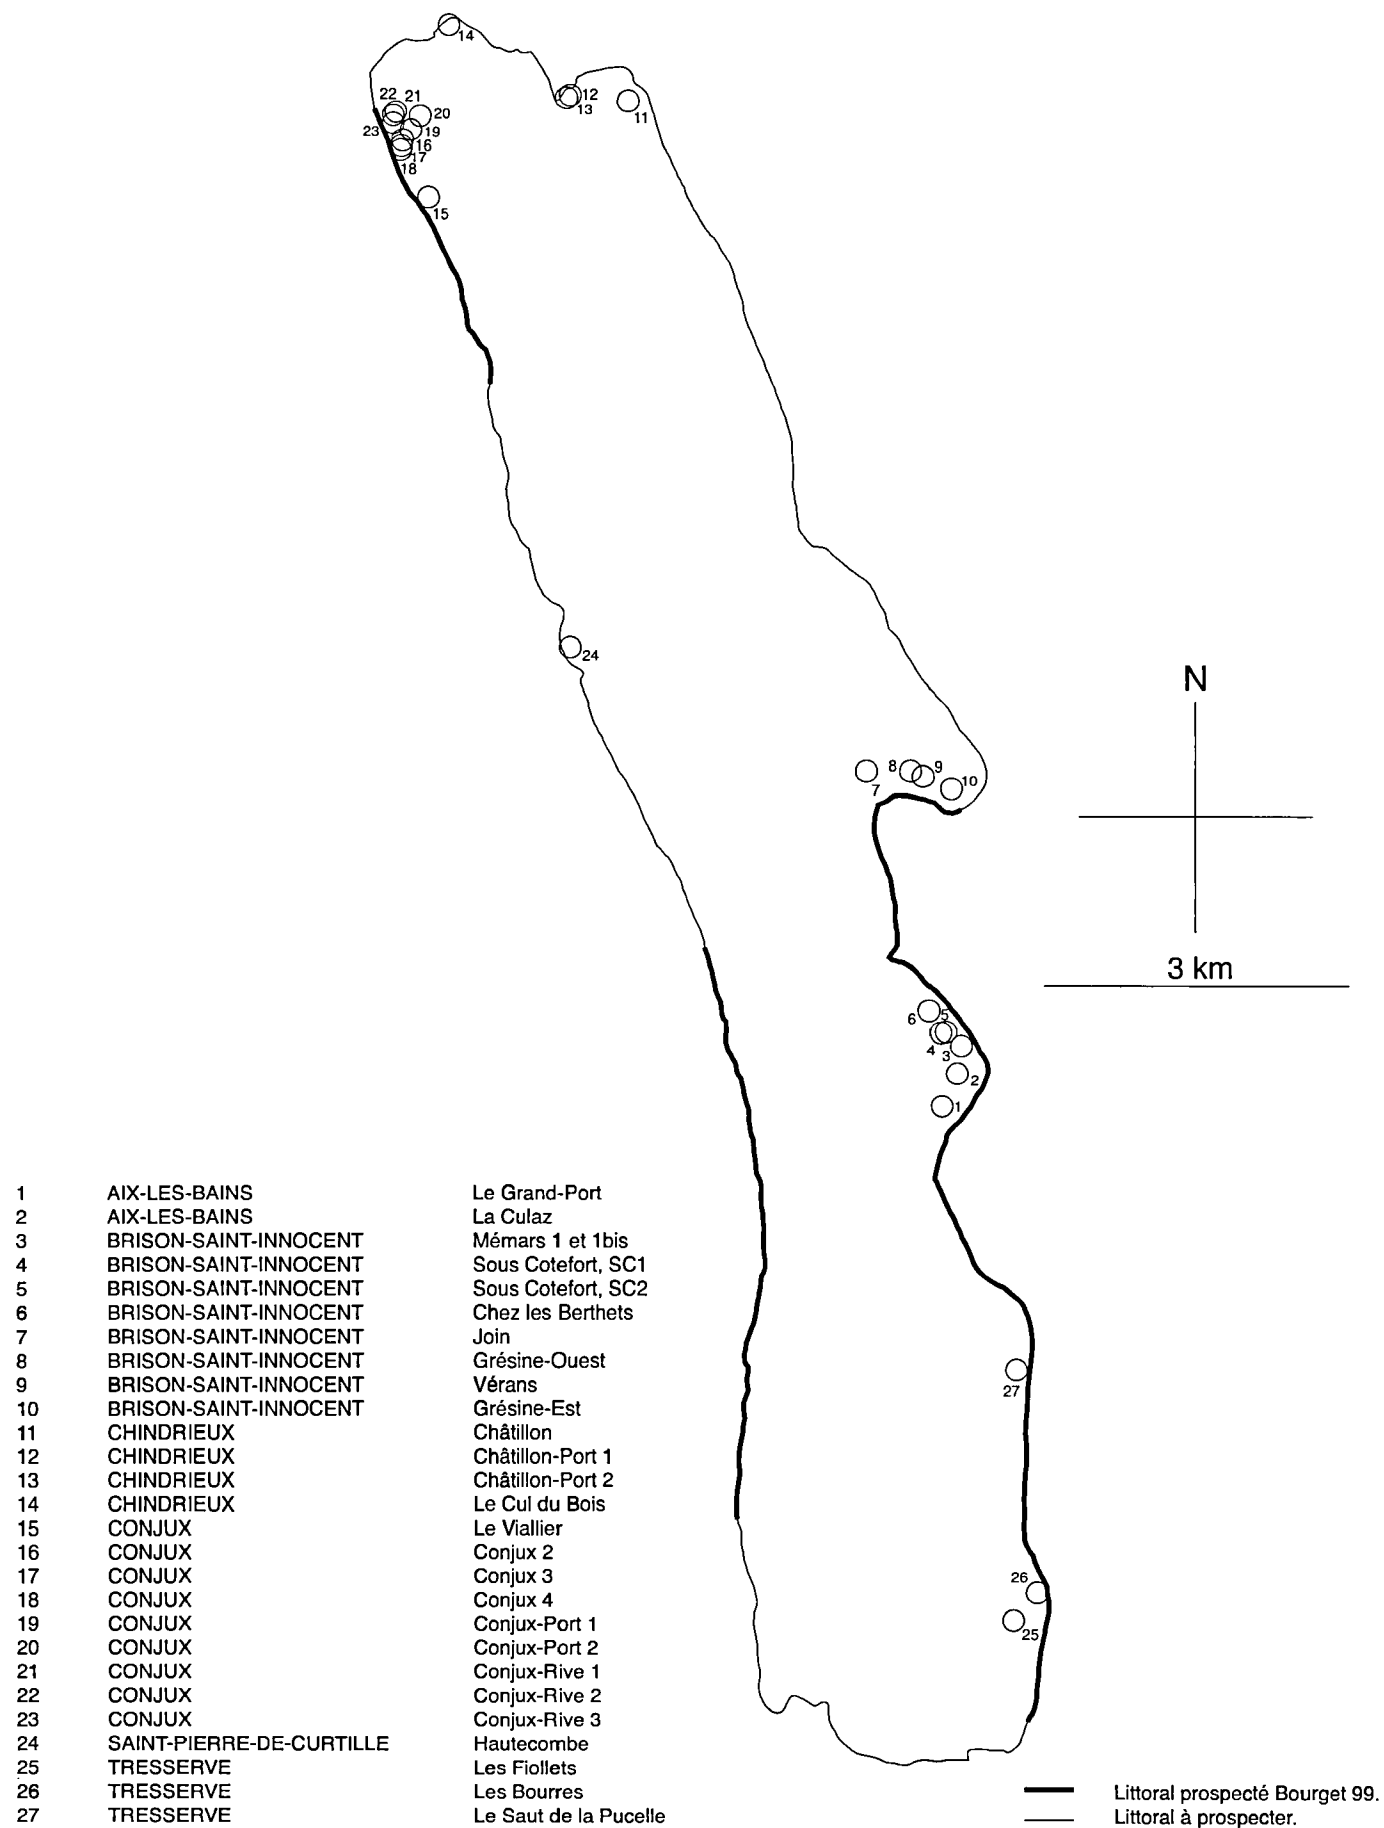 14
12
13
11
22
21
20
23
19
16
17
18
15
24
N
7
8
9
10
3 km
6
5
4
3
2
1
27
26
25
1 AIX-LES-BAINS Le Grand-Port
2 AIX-LES-BAINS La Culaz
3 BRISON-SAINT-INNOCENT Mémars 1 et 1bis
4 BRISON-SAINT-INNOCENT Sous Cotefort, SC1
5 BRISON-SAINT-INNOCENT Sous Cotefort, SC2
6 BRISON-SAINT-INNOCENT Chez les Berthets
7 BRISON-SAINT-INNOCENT Join
8 BRISON-SAINT-INNOCENT Grésine-Ouest
9 BRISON-SAINT-INNOCENT Vérans
10 BRISON-SAINT-INNOCENT Grésine-Est
11 CHINDRIEUX Châtillon
12 CHINDRIEUX Châtillon-Port 1
13 CHINDRIEUX Châtillon-Port 2
14 CHINDRIEUX Le Cul du Bois
15 CONJUX Le Viallier
16 CONJUX Conjux 2
17 CONJUX Conjux 3
18 CONJUX Conjux 4
19 CONJUX Conjux-Port 1
20 CONJUX Conjux-Port 2
21 CONJUX Conjux-Rive 1
22 CONJUX Conjux-Rive 2
23 CONJUX Conjux-Rive 3
24 SAINT-PIERRE-DE-CURTILLE Hautecombe
25 TRESSERVE Les Fiollets
26 TRESSERVE Les Bourres
27 TRESSERVE Le Saut de la Pucelle
Littoral prospecté Bourget 99.
Littoral à prospecter.